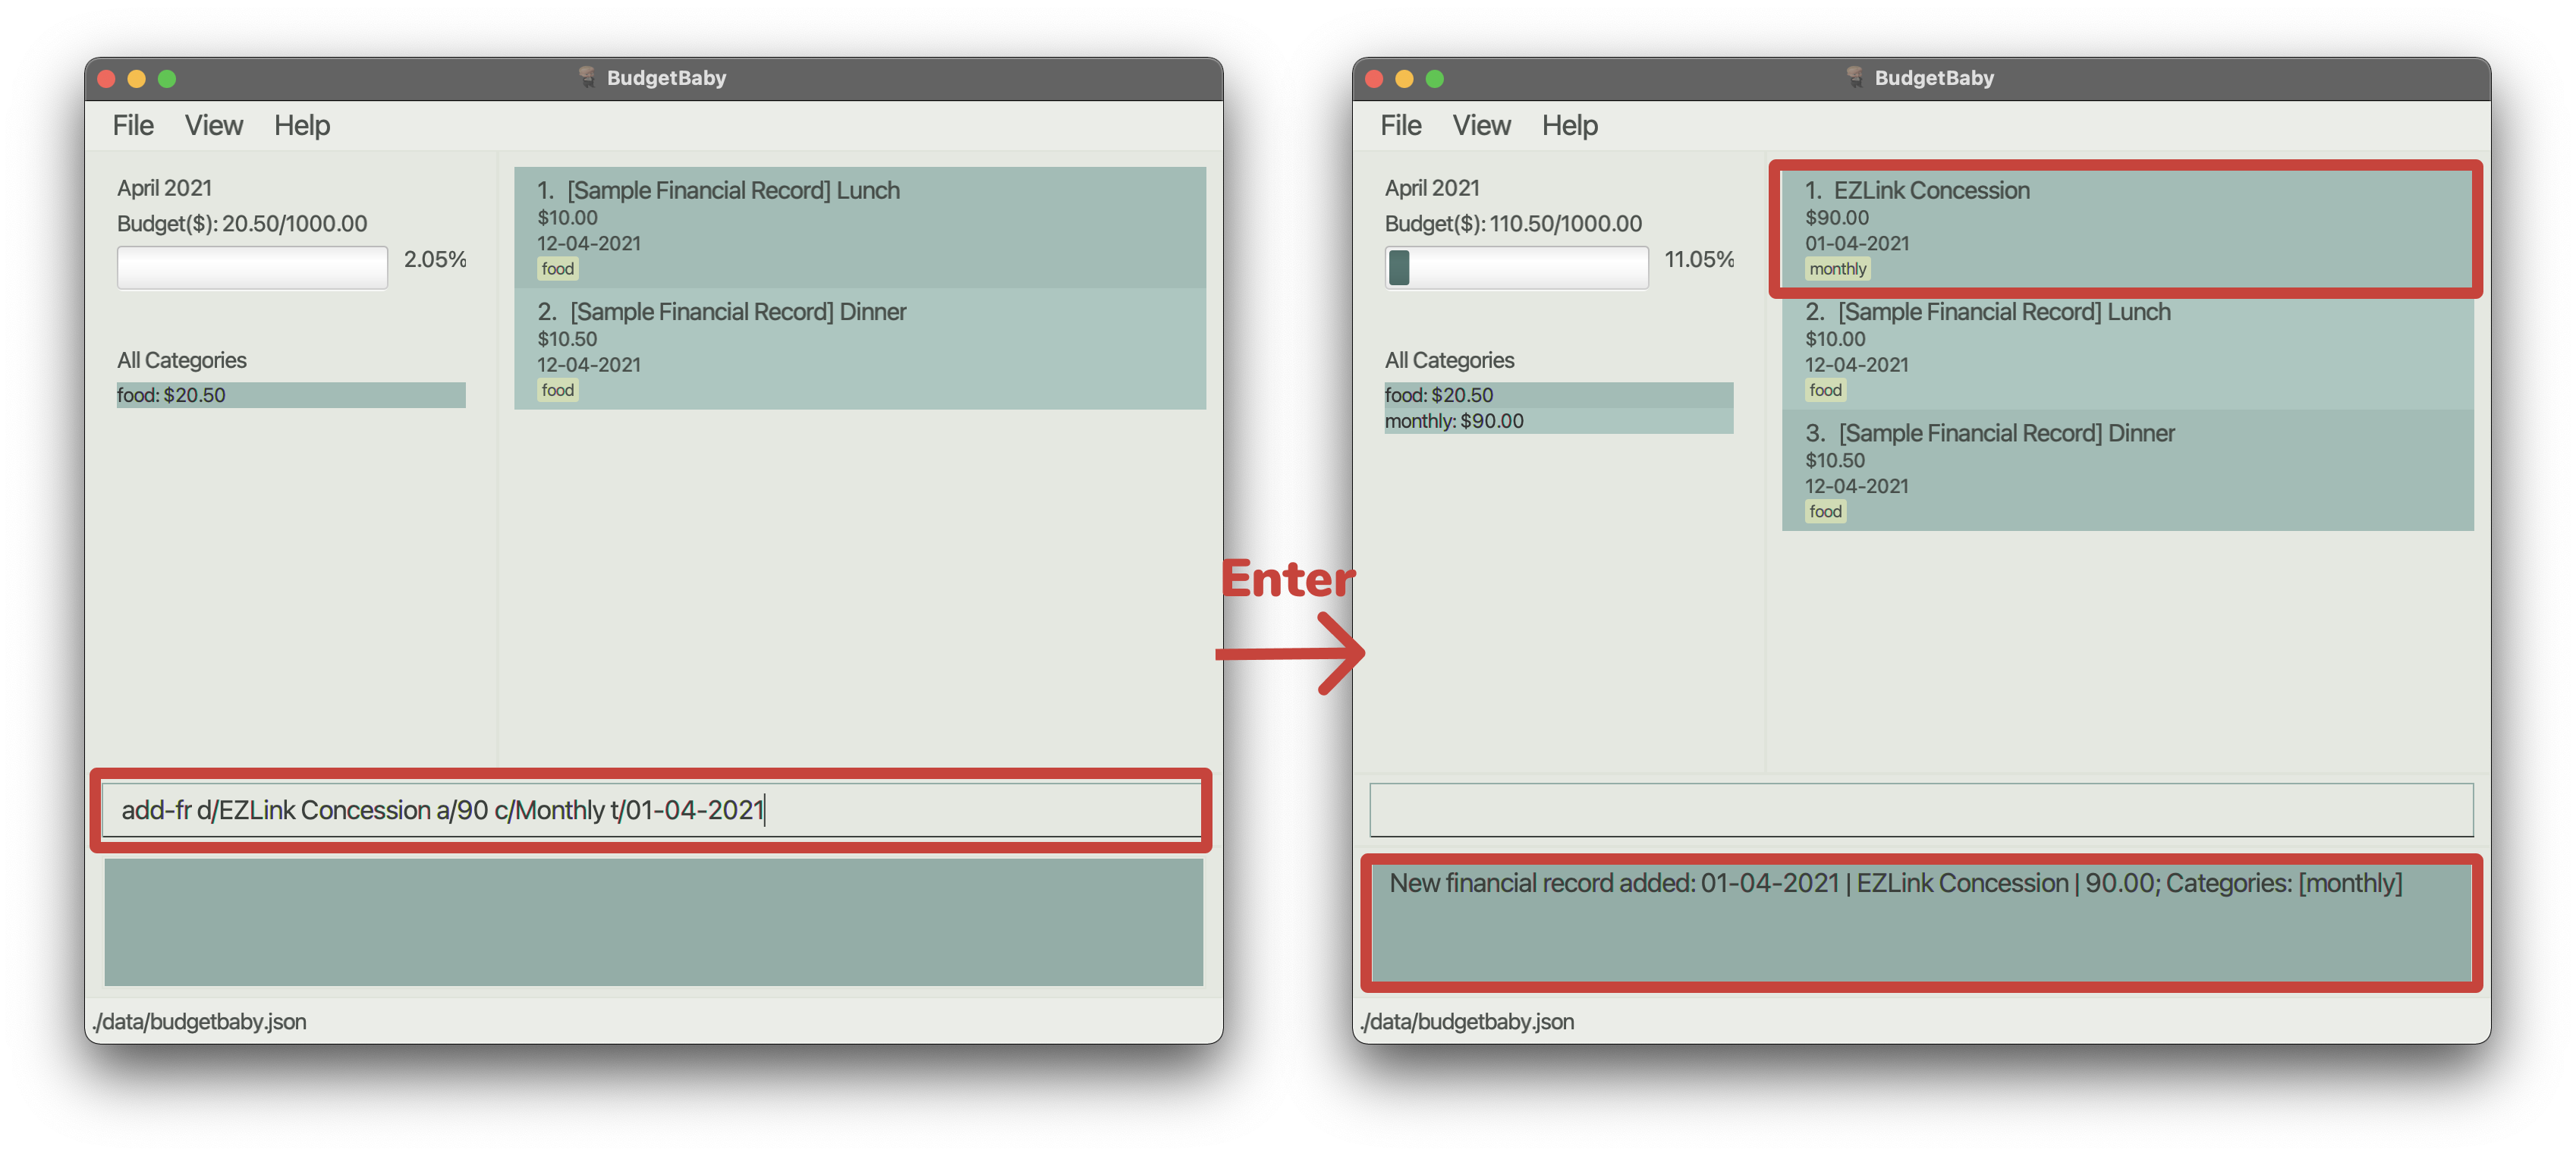 BudgetBaby
File View Help
April 2021
Budget($): 20.50/1000.00
2.05%
All Categories
food: $20.50
1. [Sample Financial Record] Lunch
$10.00
12-04-2021
food
2. [Sample Financial Record] Dinner
$10.50
12-04-2021
food
add-fr d/EZLink Concession a/90 c/Monthly t/01-04-2021
./data/budgetbaby.json
Enter
BudgetBaby
File View Help
April 2021
Budget($): 110.50/1000.00
11.05%
All Categories
food: $20.50
monthly: $90.00
1. EZLink Concession
$90.00
01-04-2021
monthly
2. [Sample Financial Record] Lunch
$10.00
12-04-2021
food
3. [Sample Financial Record] Dinner
$10.50
12-04-2021
food
New financial record added: 01-04-2021 | EZLink Concession | 90.00; Categories: [monthly]
./data/budgetbaby.json